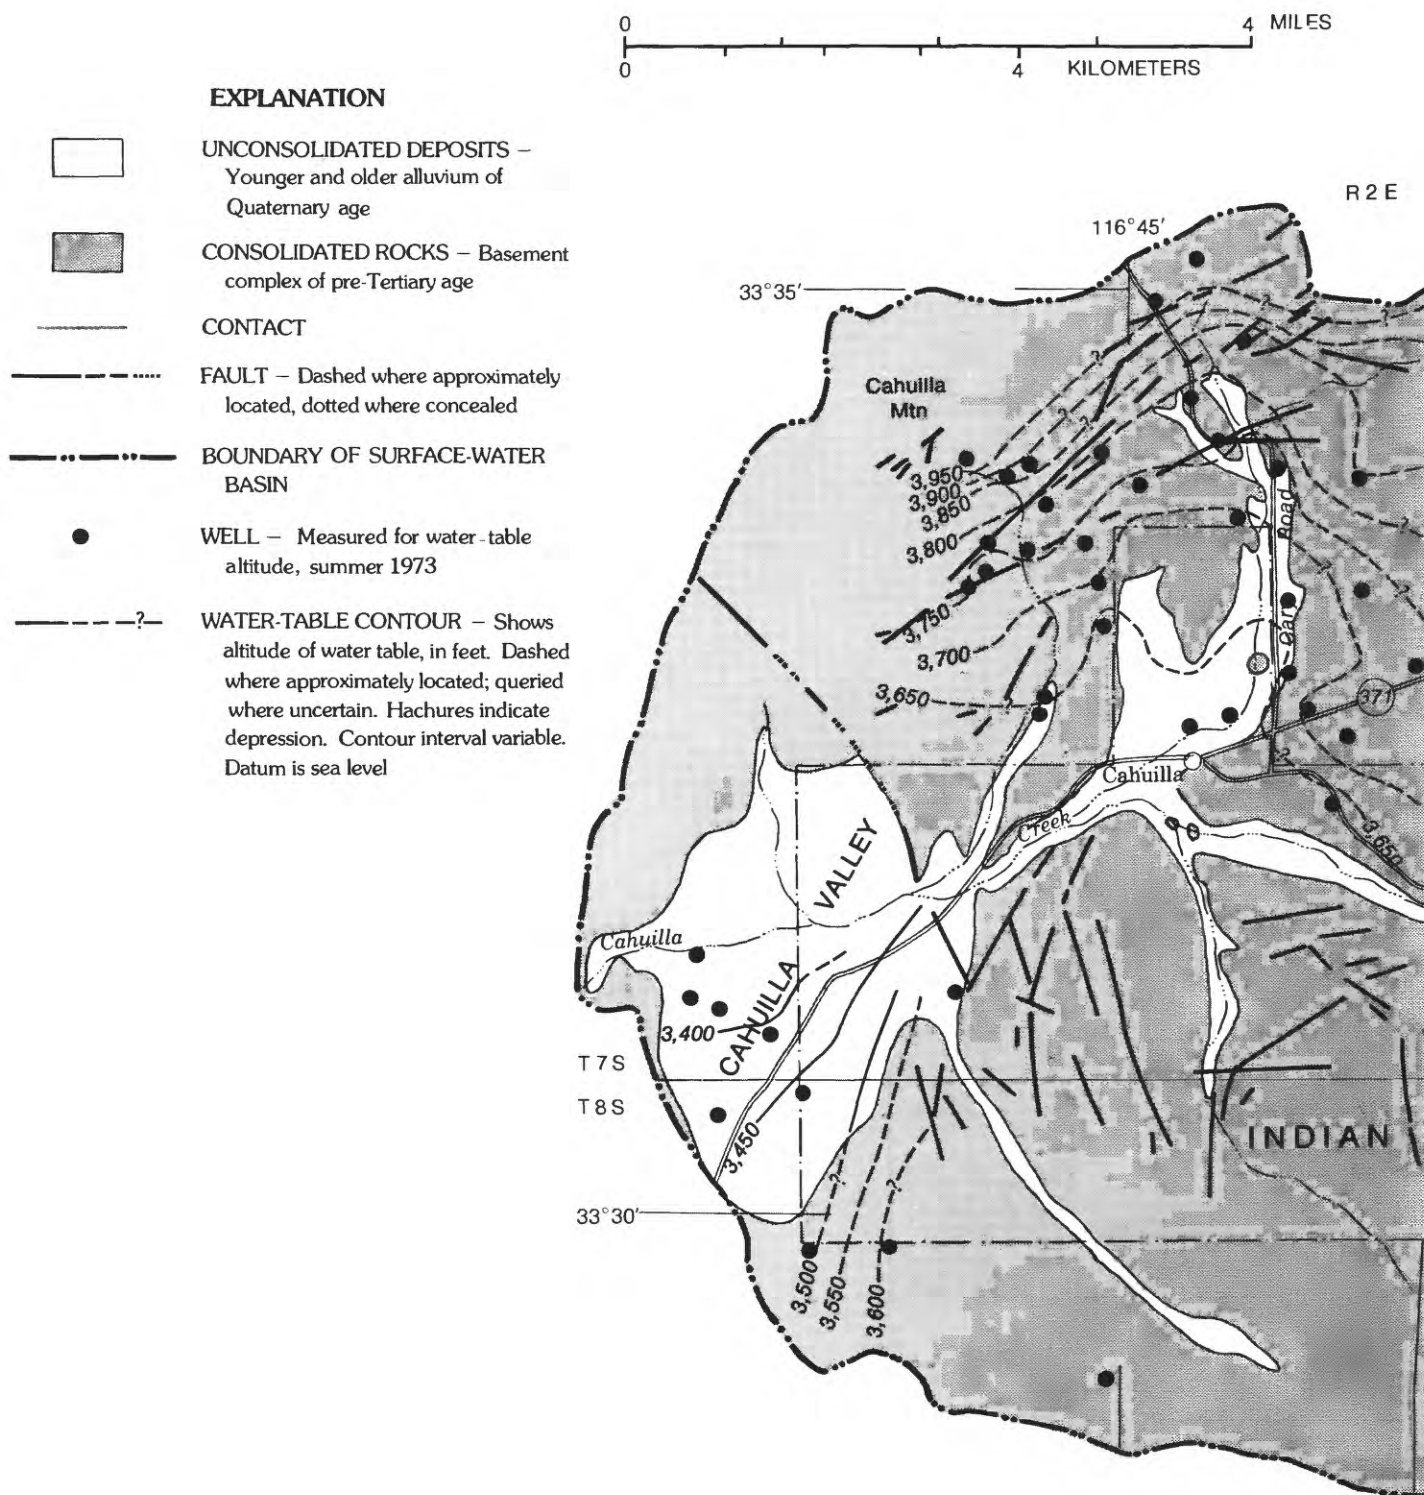 0
4 MILES
0
4
KILOMETERS
EXPLANATION
UNCONSOLIDATED DEPOSITS –
Younger and older alluvium of
Quaternary age
CONSOLIDATED ROCKS – Basement
complex of pre-Tertiary age
CONTACT
FAULT – Dashed where approximately
located, dotted where concealed
BOUNDARY OF SURFACE-WATER
BASIN
WELL – Measured for water-table
altitude, summer 1973
?
WATER-TABLE CONTOUR – Shows
altitude of water table, in feet. Dashed
where approximately located; queried
where uncertain. Hachures indicate
depression. Contour interval variable.
Datum is sea level
R 2 E
116°45′
33°35′
Cahuilla
Mtn
3,950
3,900
3,850
3,800
3,750
3,700
3,650
Road
371
Cahuilla
Creek
3,650
VALLEY
Cahuilla
CAHUILLA
3,400
T 7 S
T 8 S
3,450
INDIAN
?
?
33°30′
3,500
3,550
3,600